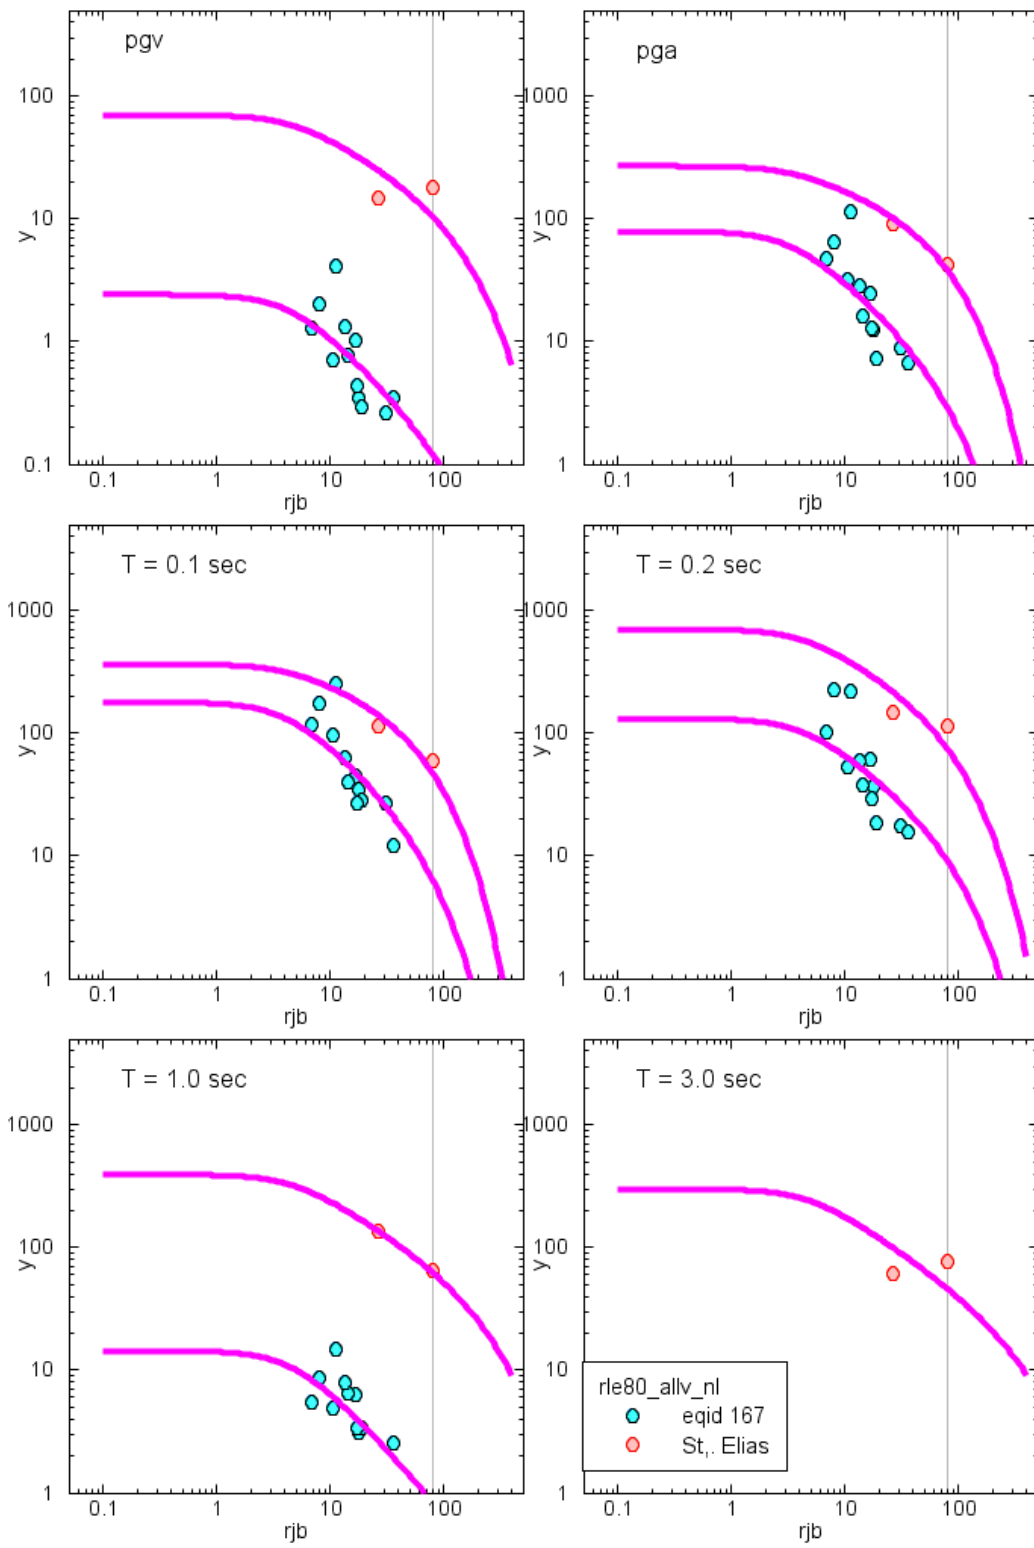 pgv
100
10
1
0.1
y
0.1 1 10 100
rjb
pga
1000
100
10
1
y
0.1 1 10 100
rjb
T = 0.1 sec
1000
100
10
1
y
0.1 1 10 100
rjb
T = 0.2 sec
1000
100
10
1
y
0.1 1 10 100
rjb
T = 1.0 sec
1000
100
10
1
y
0.1 1 10 100
rjb
T = 3.0 sec
1000
100
10
1
y
rle80_allv_nl
eqid 167
St,. Elias
0.1 1 10 100
rjb